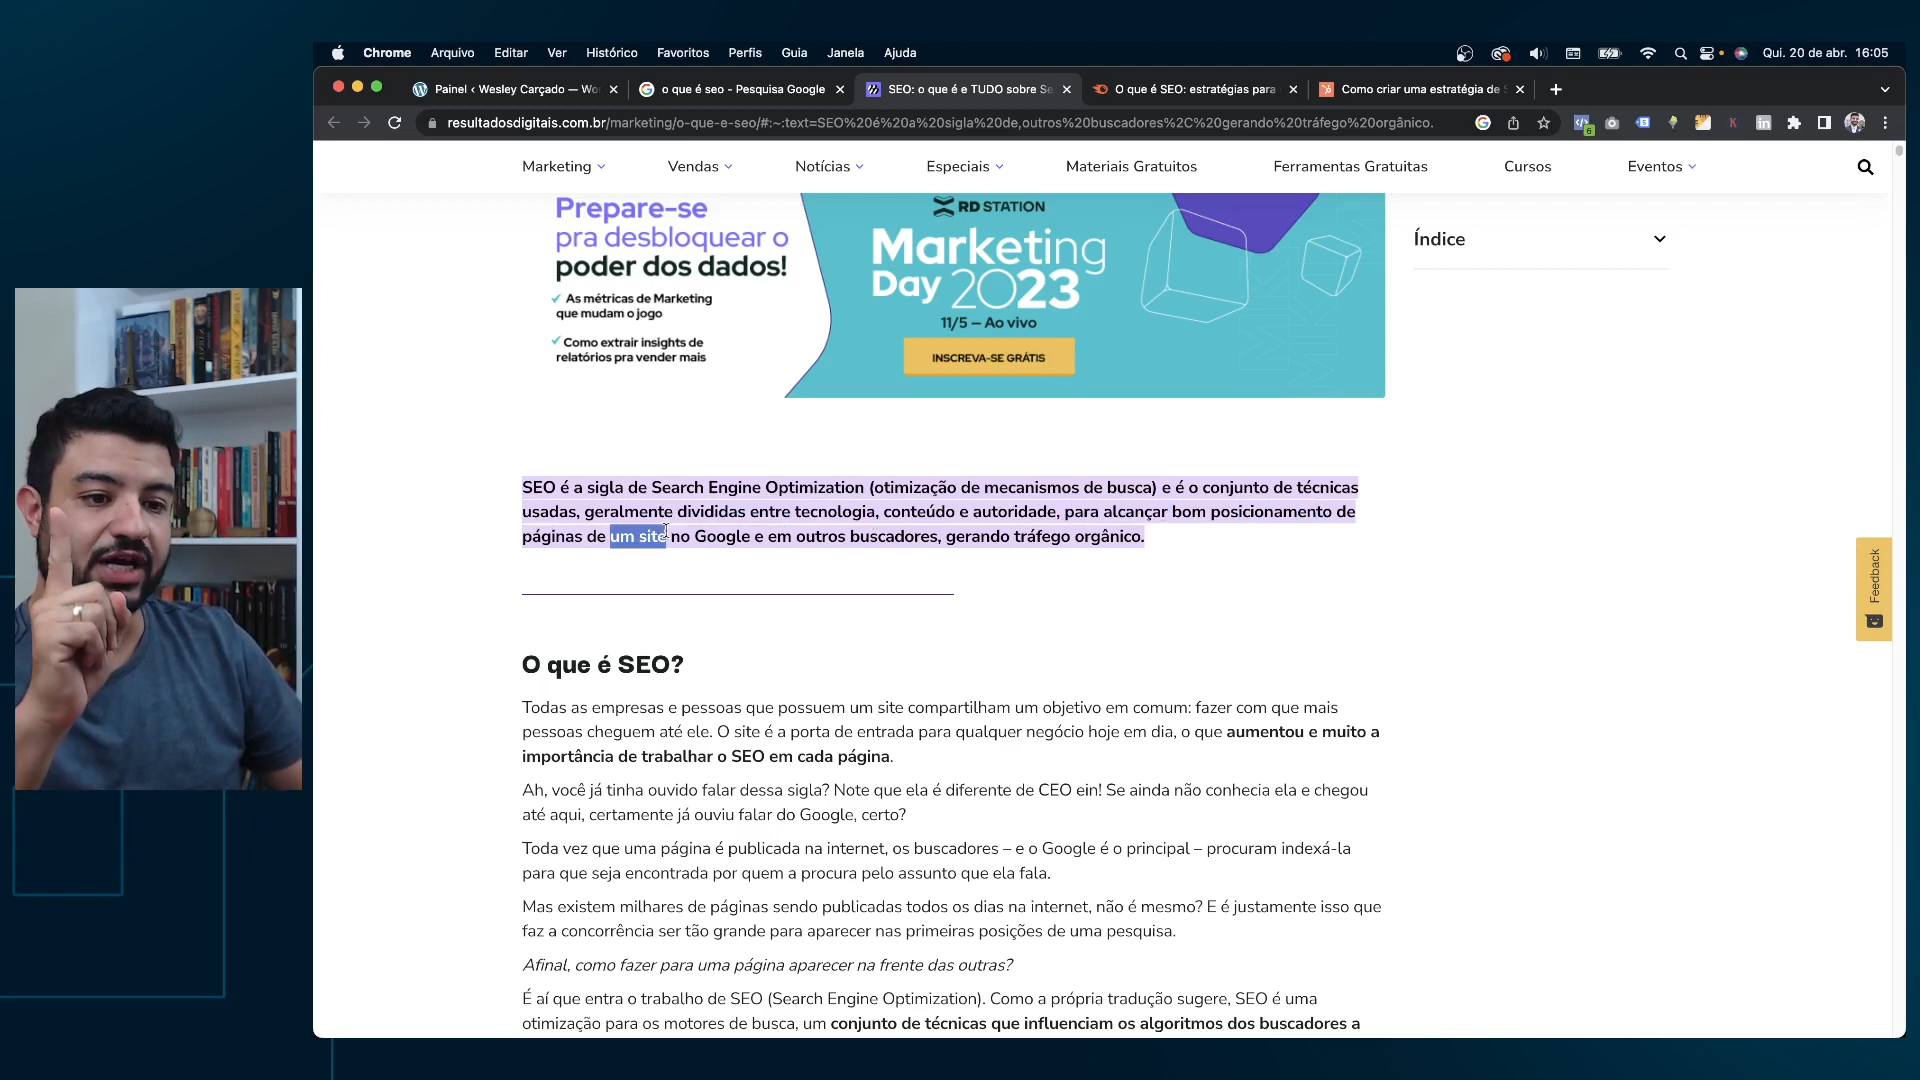 Chrome Arquivo Editar Ver Histórico Favoritos Perfis Guia Janela Ajuda
Qui. 20 de abr. 16:05
Painel ‹ Wesley Carçado — Wo
o que é seo - Pesquisa Google
SEO: o que é e TUDO sobre Se
O que é SEO: estratégias para
Como criar uma estratégia de S
resultadosdigitais.com.br/marketing/o-que-e-seo/#:~:text=SEO%20é%20a%20sigla%20de,outros%20buscadores%2C%20gerando%20tráfego%20orgânico.
6
Marketing Vendas Notícias Especiais Materiais Gratuitos Ferramentas Gratuitas Cursos Eventos
Prepare-se
pra desbloquear o
poder dos dados!
As métricas de Marketing
que mudam o jogo
Como extrair insights de
relatórios pra vender mais
RD STATION
Marketing
Day 2023
11/5 – Ao vivo
INSCREVA-SE GRÁTIS
Índice
SEO é a sigla de Search Engine Optimization (otimização de mecanismos de busca) e é o conjunto de técnicas
usadas, geralmente divididas entre tecnologia, conteúdo e autoridade, para alcançar bom posicionamento de
páginas de um site no Google e em outros buscadores, gerando tráfego orgânico.
Feedback
O que é SEO?
Todas as empresas e pessoas que possuem um site compartilham um objetivo em comum: fazer com que mais
pessoas cheguem até ele. O site é a porta de entrada para qualquer negócio hoje em dia, o que aumentou e muito a
importância de trabalhar o SEO em cada página.
Ah, você já tinha ouvido falar dessa sigla? Note que ela é diferente de CEO ein! Se ainda não conhecia ela e chegou
até aqui, certamente já ouviu falar do Google, certo?
Toda vez que uma página é publicada na internet, os buscadores – e o Google é o principal – procuram indexá-la
para que seja encontrada por quem a procura pelo assunto que ela fala.
Mas existem milhares de páginas sendo publicadas todos os dias na internet, não é mesmo? E é justamente isso que
faz a concorrência ser tão grande para aparecer nas primeiras posições de uma pesquisa.
Afinal, como fazer para uma página aparecer na frente das outras?
É aí que entra o trabalho de SEO (Search Engine Optimization). Como a própria tradução sugere, SEO é uma
otimização para os motores de busca, um conjunto de técnicas que influenciam os algoritmos dos buscadores a